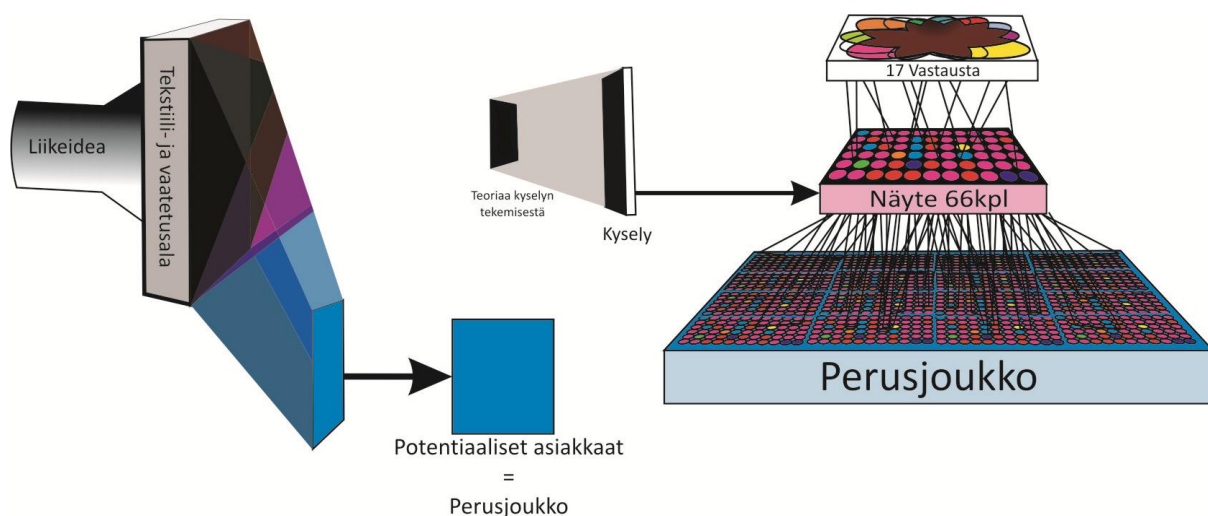 Liikeidea
Tekstiili- ja vaatetusala
Potentiaaliset asiakkaat
=
Perusjoukko
Teoriaa kyselyn
tekemisestä
Kysely
17 Vastausta
Näyte 66kpl
Perusjoukko